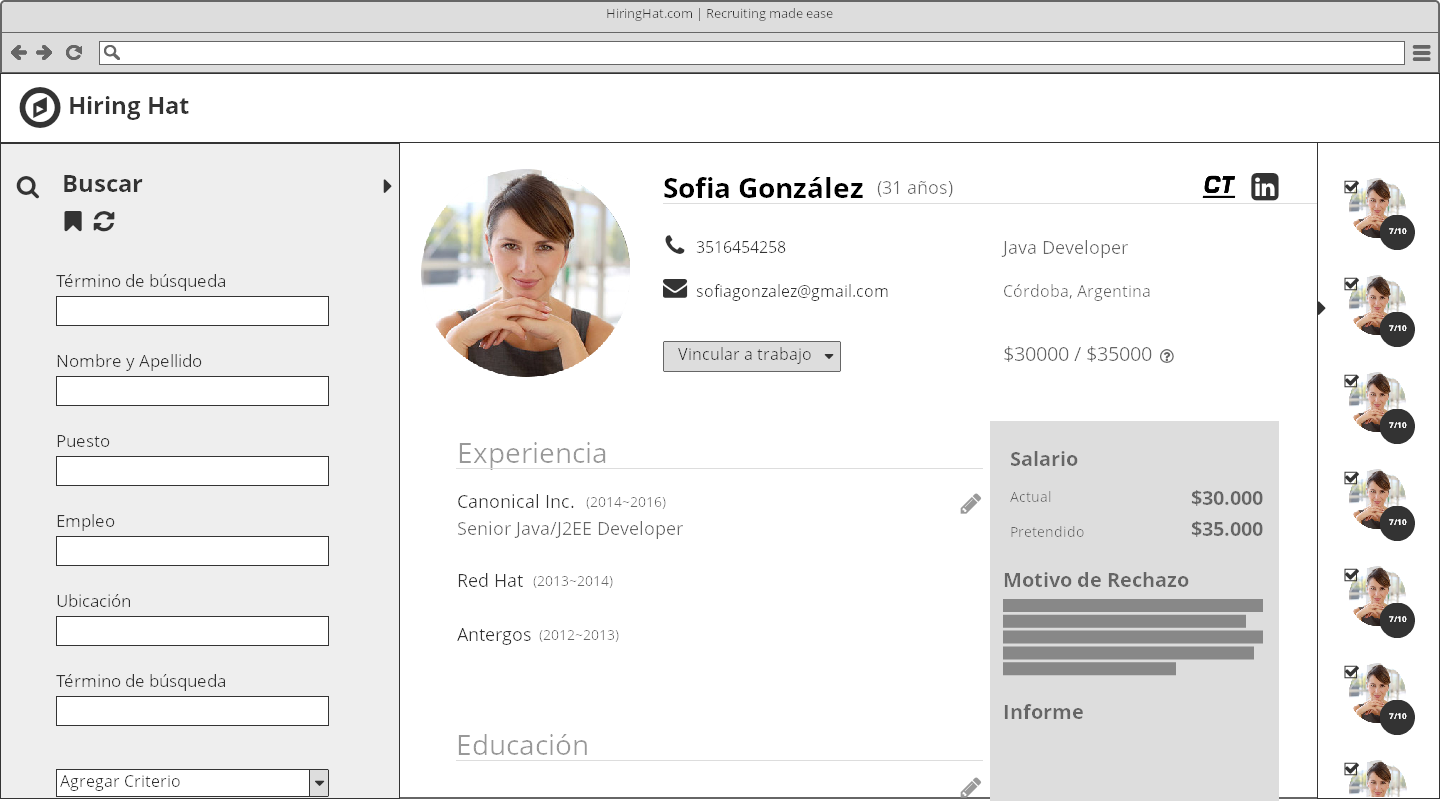 HiringHat.com | Recruiting made ease
Hiring Hat
Buscar
Término de búsqueda
Nombre y Apellido
Puesto
Empleo
Ubicación
Término de búsqueda
Agregar Criterio
Sofia González (31 años)
CT in
3516454258
Java Developer
sofiagonzalez@gmail.com
Córdoba, Argentina
Vincular a trabajo
$30000 / $35000 ?
Experiencia
Canonical Inc. (2014~2016)
Senior Java/J2EE Developer
Red Hat (2013~2014)
Antergos (2012~2013)
Educación
Salario
Actual $30.000
Pretendido $35.000
Motivo de Rechazo
Informe
7/10
7/10
7/10
7/10
7/10
7/10